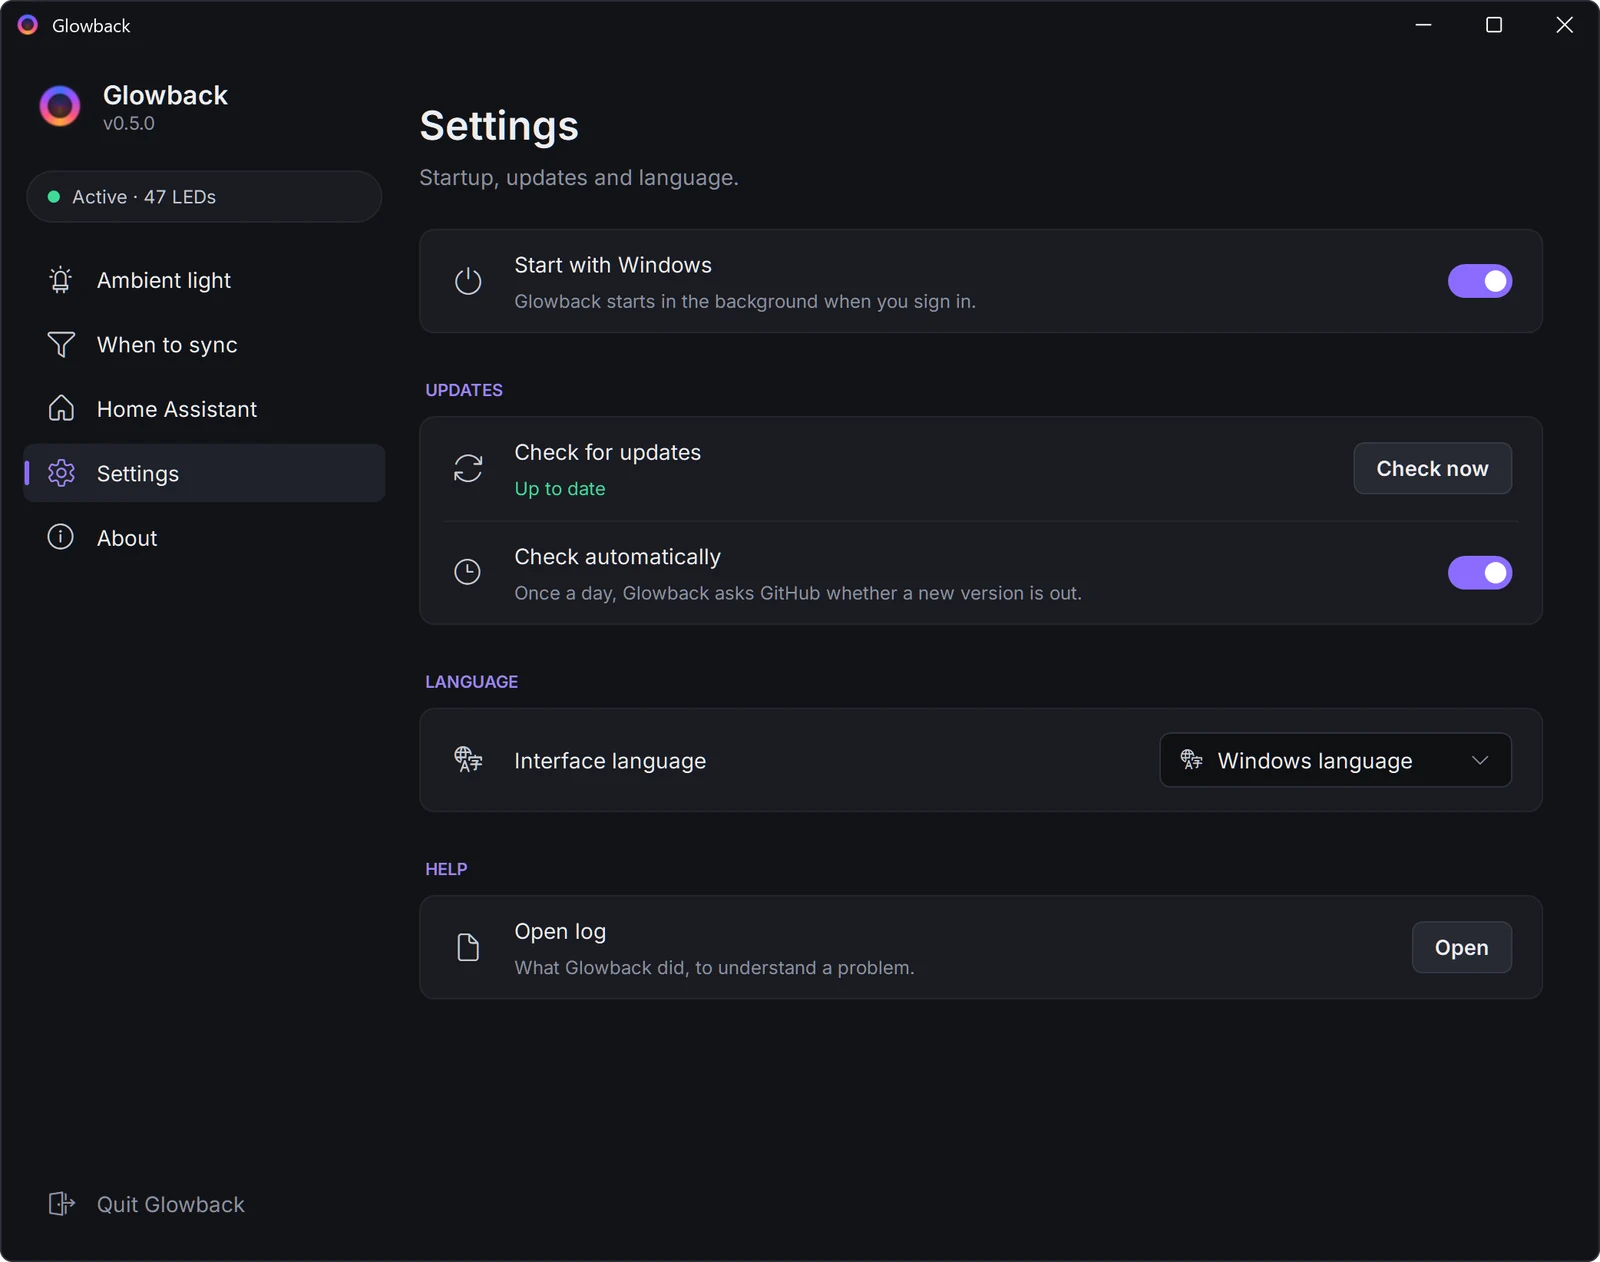 Glowback
Glowback
v0.5.0
Active · 47 LEDs
Ambient light
When to sync
Home Assistant
Settings
About
Quit Glowback
Settings
Startup, updates and language.
Start with Windows
Glowback starts in the background when you sign in.
UPDATES
Check for updates
Up to date
Check now
Check automatically
Once a day, Glowback asks GitHub whether a new version is out.
LANGUAGE
Interface language
Windows language
HELP
Open log
What Glowback did, to understand a problem.
Open